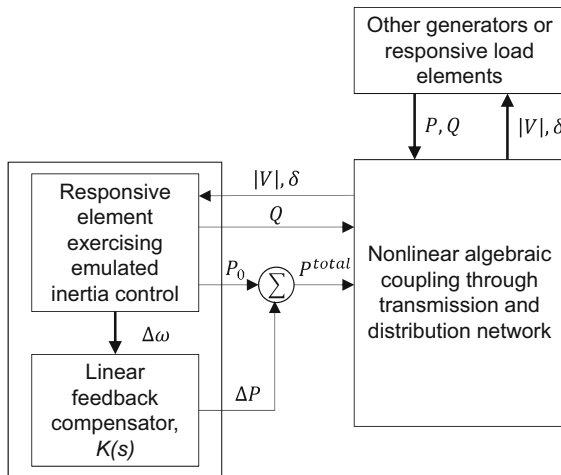 Other generators or
responsive load
elements
P, Q
|V|, δ
|V|, δ
Responsive
element
exercising
emulated
inertia control
Q
P₀
∑
P^{total}
Nonlinear algebraic
coupling through
transmission and
distribution network
Δω
Linear
feedback
compensator,
K(s)
ΔP